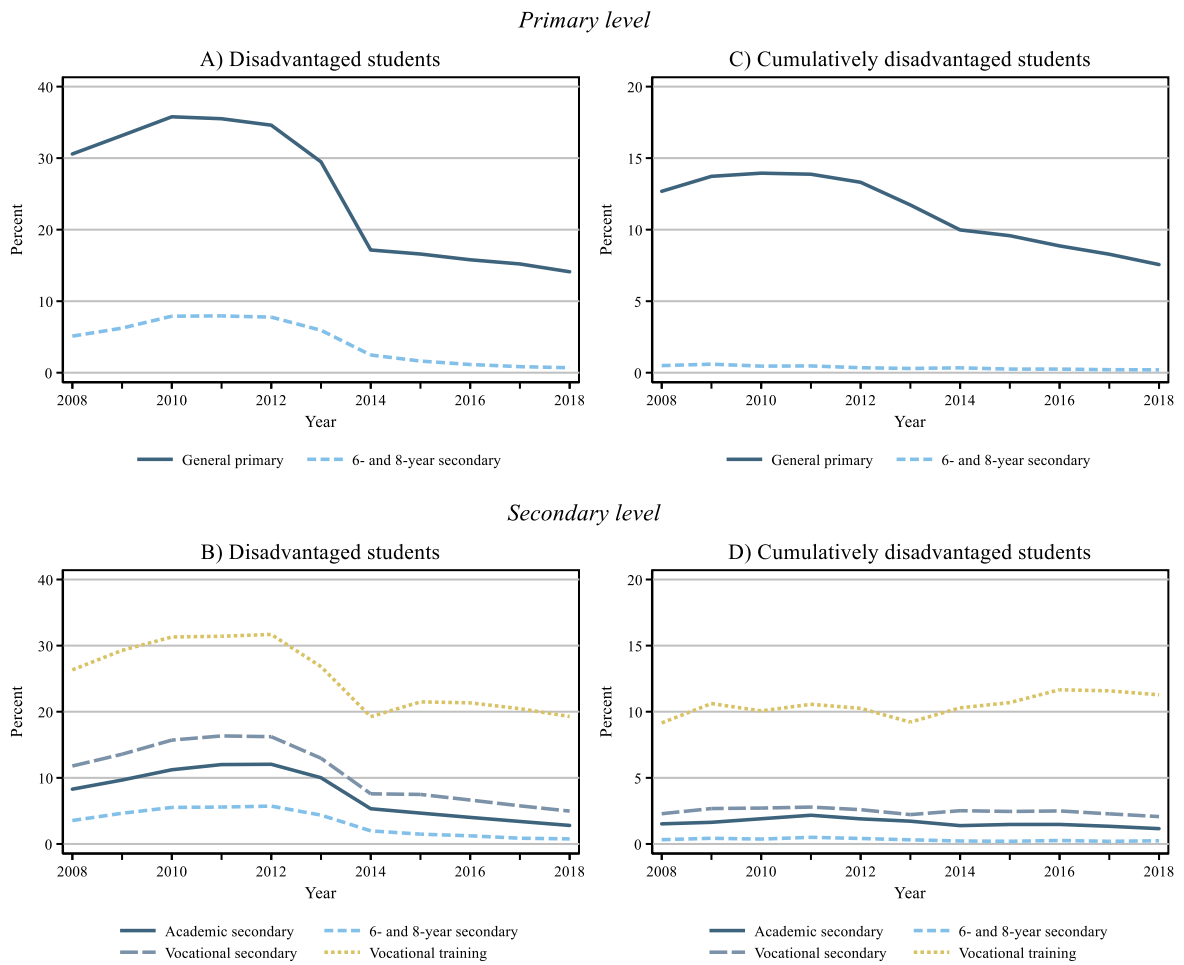 Primary level
A) Disadvantaged students
40
30
20
10
0
Percent
2008 2010 2012 2014 2016 2018
Year
General primary 6- and 8-year secondary
C) Cumulatively disadvantaged students
20
15
10
5
0
Percent
2008 2010 2012 2014 2016 2018
Year
General primary 6- and 8-year secondary
Secondary level
B) Disadvantaged students
40
30
20
10
0
Percent
2008 2010 2012 2014 2016 2018
Year
Academic secondary 6- and 8-year secondary
Vocational secondary Vocational training
D) Cumulatively disadvantaged students
20
15
10
5
0
Percent
2008 2010 2012 2014 2016 2018
Year
Academic secondary 6- and 8-year secondary
Vocational secondary Vocational training